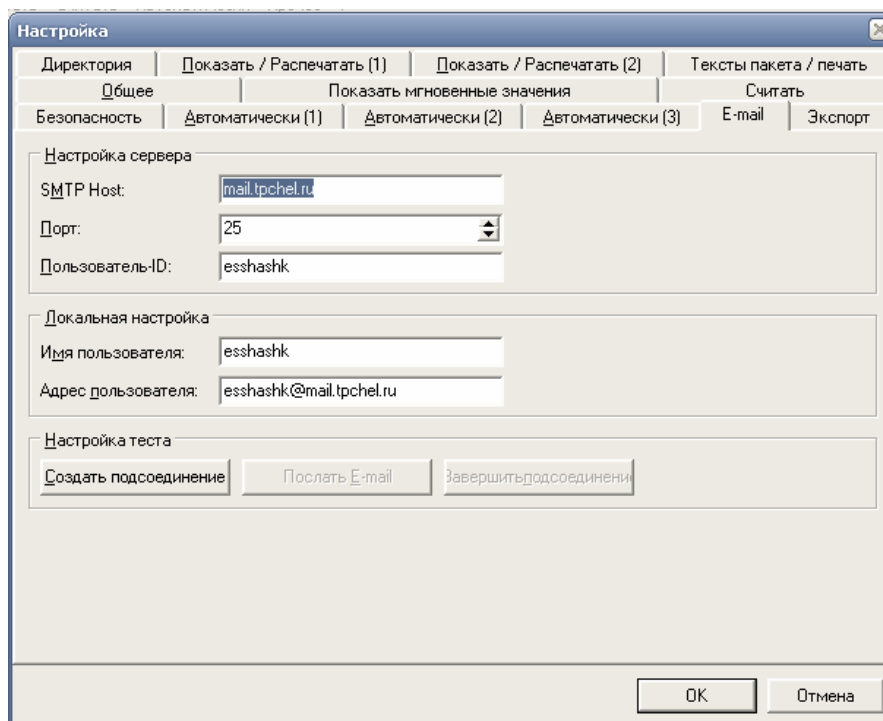 Настройка
Директория Показать / Распечатать (1) Показать / Распечатать (2) Тексты пакета / печать
Общее Показать мгновенные значения Считать
Безопасность Автоматически (1) Автоматически (2) Автоматически (3) E-mail Экспорт
Настройка сервера
SMTP Host: mail.tpchel.ru
Порт: 25
Пользователь-ID: esshashk
Локальная настройка
Имя пользователя: esshashk
Адрес пользователя: esshashk@mail.tpchel.ru
Настройка теста
Создать подсоединение Послать E-mail Завершитьподсоединени
OK Отмена